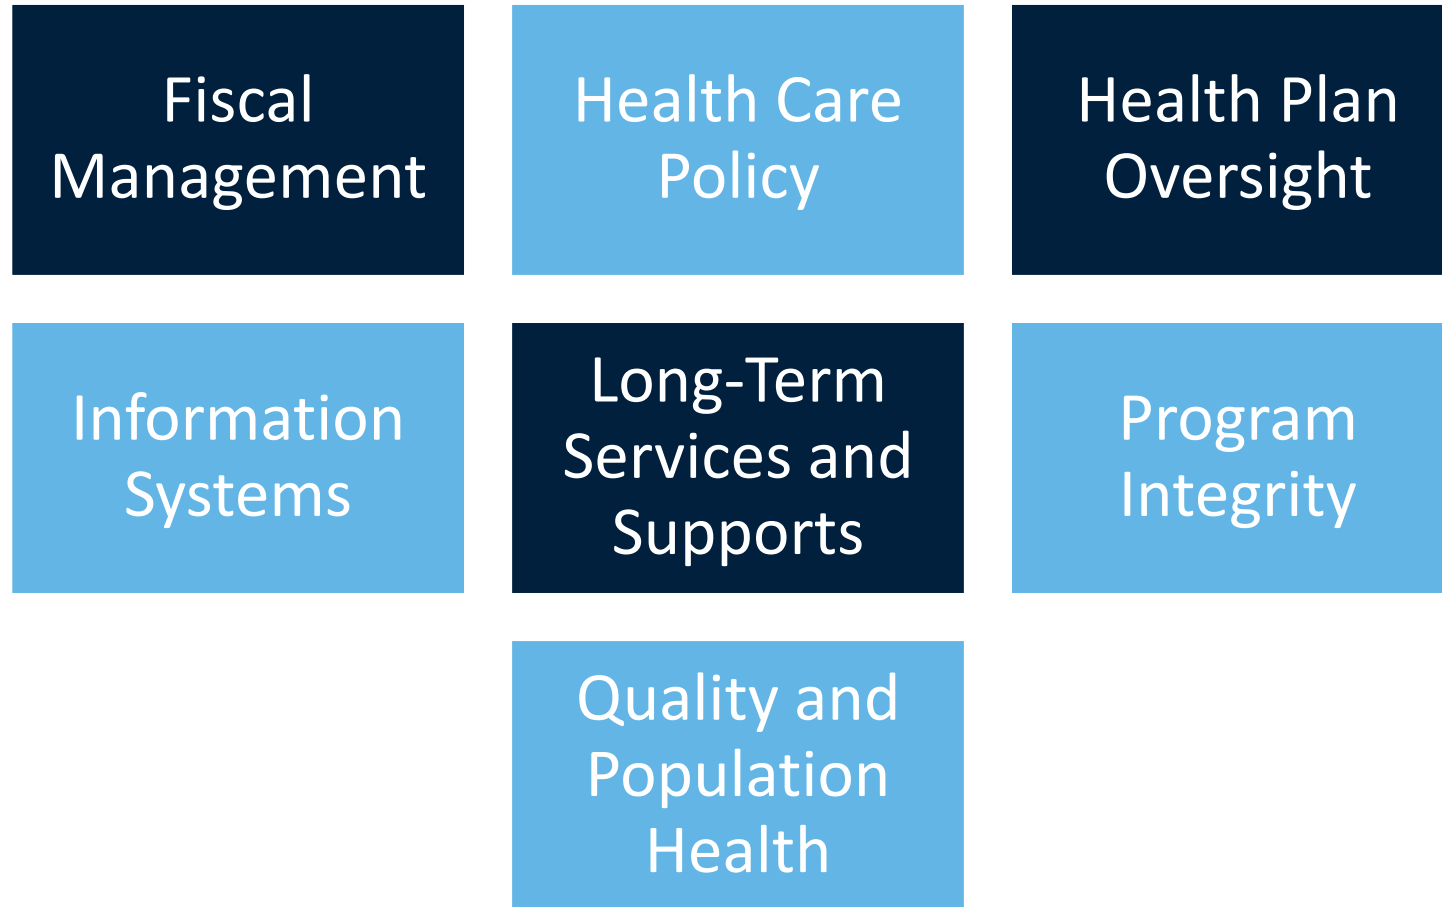 Fiscal
Management
Health Care
Policy
Health Plan
Oversight
Information
Systems
Long-Term
Services and
Supports
Program
Integrity
Quality and
Population
Health